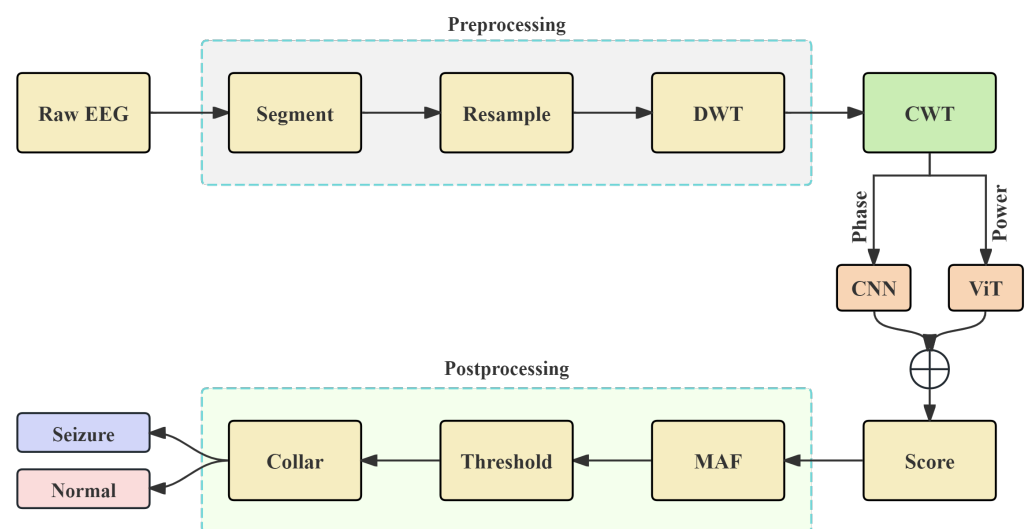 Preprocessing
Raw EEG
Segment
Resample
DWT
CWT
Phase
Power
CNN
ViT
Postprocessing
Seizure
Normal
Collar
Threshold
MAF
Score